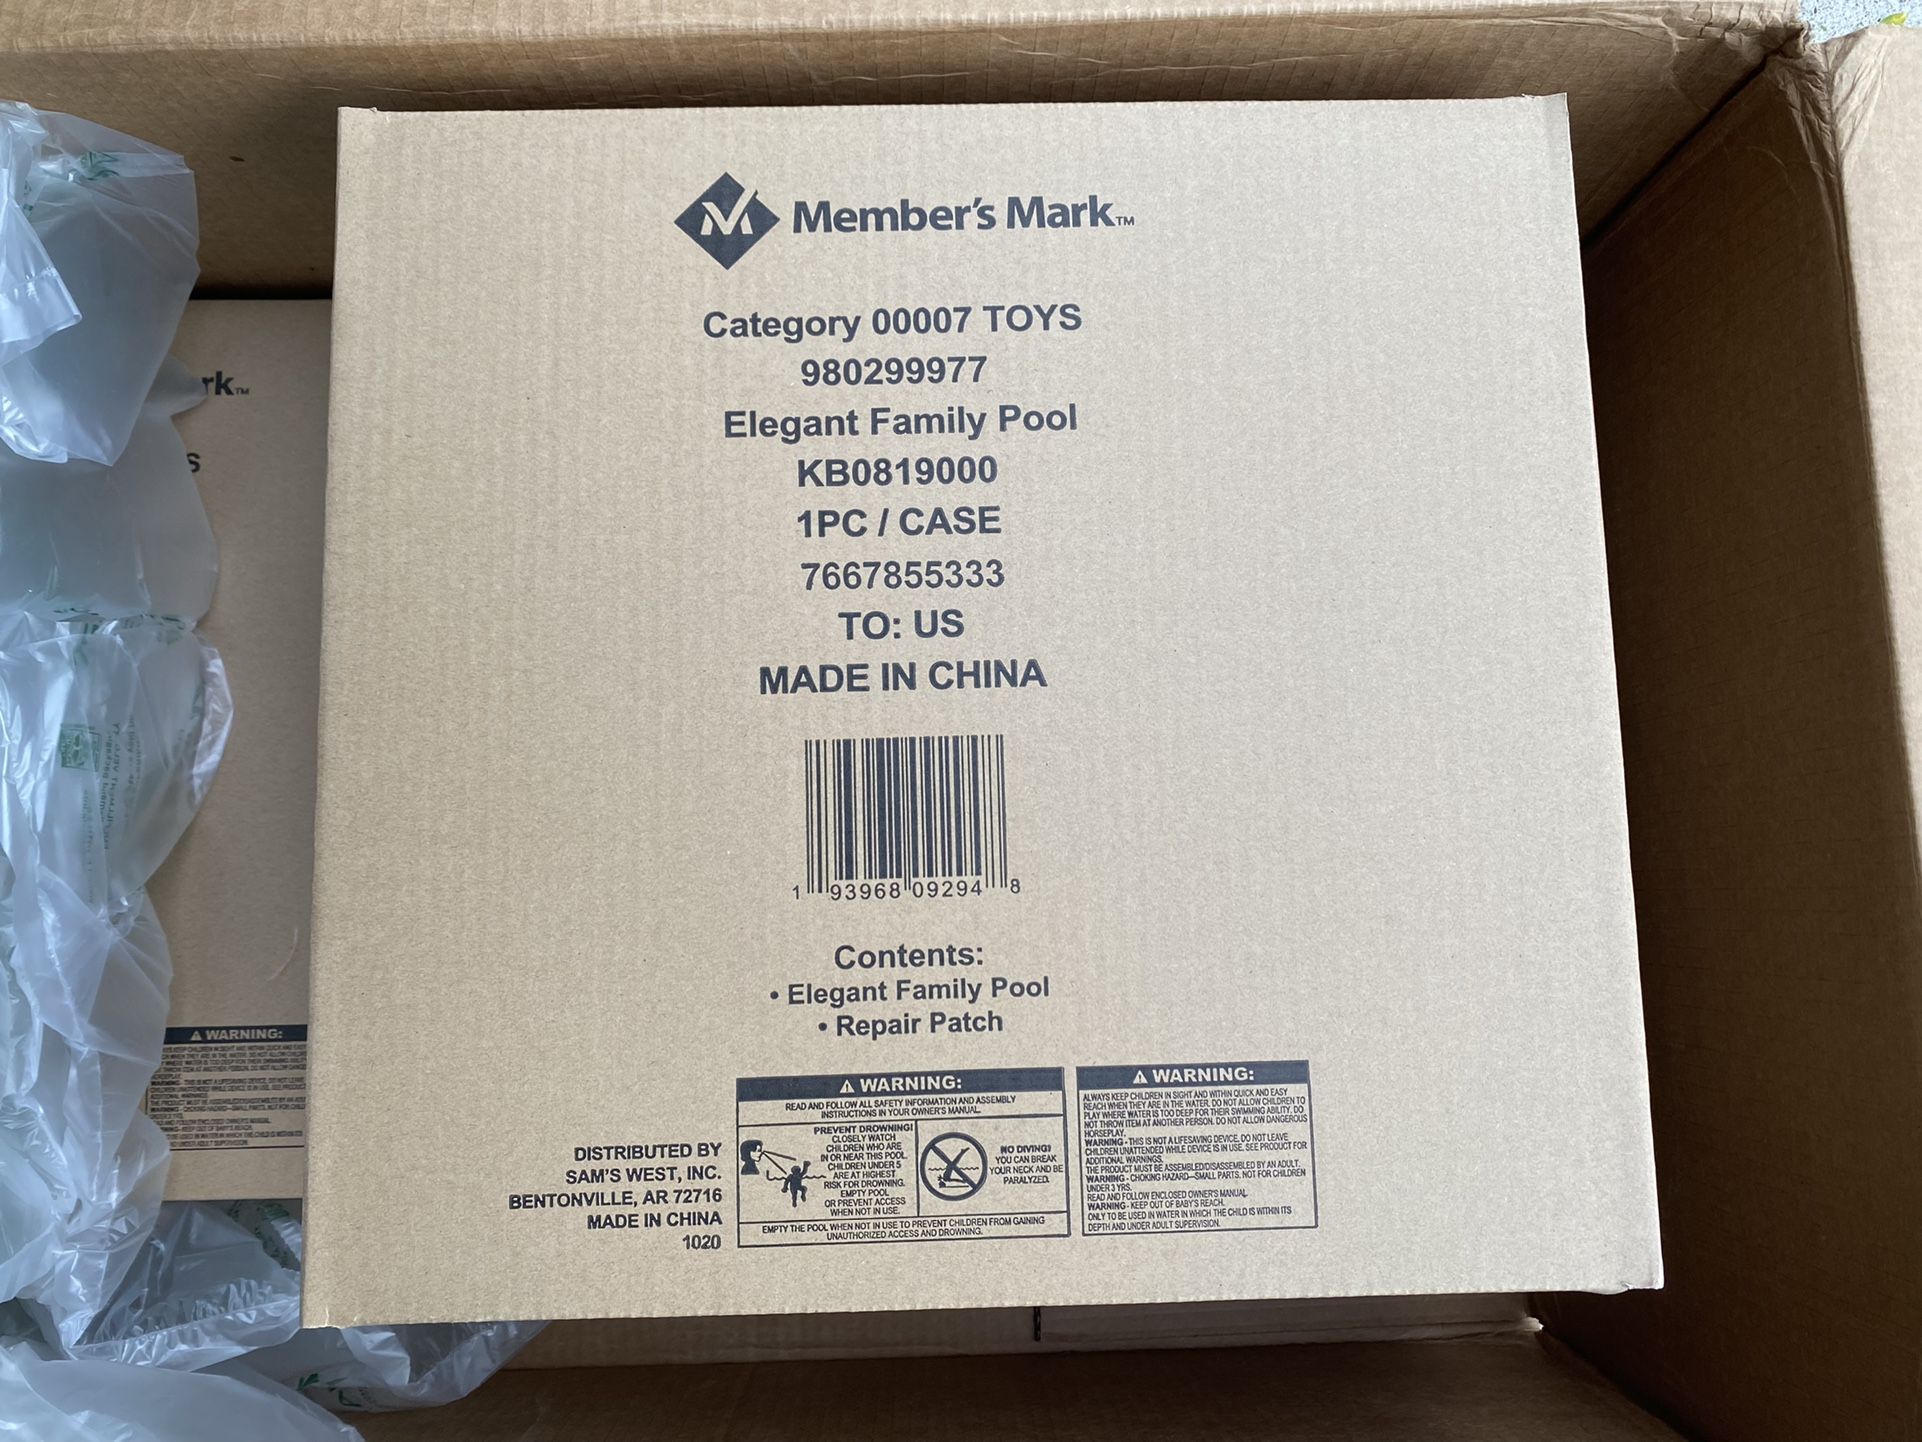 Member's Mark™
Category 00007 TOYS
980299977
Elegant Family Pool
KB0819000
1PC / CASE
7667855333
TO: US
MADE IN CHINA
1 93968 09294 8
Contents:
• Elegant Family Pool
• Repair Patch
DISTRIBUTED BY
SAM'S WEST, INC.
BENTONVILLE, AR 72716
MADE IN CHINA
1020
⚠ WARNING:
READ AND FOLLOW ALL SAFETY INFORMATION AND ASSEMBLY
INSTRUCTIONS IN YOUR OWNER'S MANUAL.
PREVENT DROWNING!
CLOSELY WATCH
CHILDREN WHO ARE
IN OR NEAR THIS POOL.
CHILDREN UNDER 5
ARE AT HIGHEST
RISK FOR DROWNING.
EMPTY POOL
OR PREVENT ACCESS
WHEN NOT IN USE.
NO DIVING!
YOU CAN BREAK
YOUR NECK AND BE
PARALYZED.
EMPTY THE POOL WHEN NOT IN USE TO PREVENT CHILDREN FROM GAINING
UNAUTHORIZED ACCESS AND DROWNING.
⚠ WARNING:
ALWAYS KEEP CHILDREN IN SIGHT AND WITHIN QUICK AND EASY
REACH WHEN THEY ARE IN THE WATER. DO NOT ALLOW CHILDREN TO
PLAY WHERE WATER IS TOO DEEP FOR THEIR SWIMMING ABILITY. DO
NOT THROW ITEM AT ANOTHER PERSON. DO NOT ALLOW DANGEROUS
HORSEPLAY.
WARNING - THIS IS NOT A LIFESAVING DEVICE. DO NOT LEAVE
CHILDREN UNATTENDED WHILE DEVICE IS IN USE. SEE PRODUCT FOR
ADDITIONAL WARNINGS.
THE PRODUCT MUST BE ASSEMBLED/DISASSEMBLED BY AN ADULT.
WARNING - CHOKING HAZARD—SMALL PARTS. NOT FOR CHILDREN
UNDER 3 YRS.
READ AND FOLLOW ENCLOSED OWNER'S MANUAL.
WARNING - KEEP OUT OF BABY'S REACH.
ONLY TO BE USED IN WATER IN WHICH THE CHILD IS WITHIN ITS
DEPTH AND UNDER ADULT SUPERVISION.
rk™
S
⚠ WARNING: